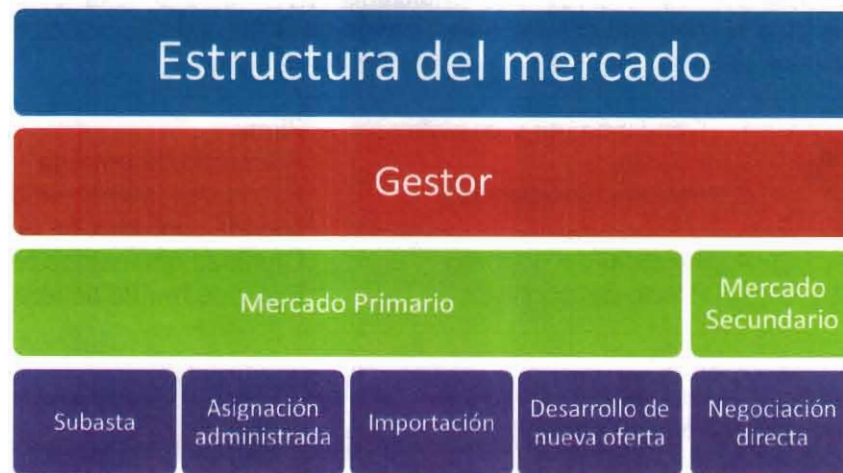 Estructura del mercado
Gestor
Mercado Primario
Mercado
Secundario
Subasta
Asignación
administrada
Importación
Desarrollo de
nueva oferta
Negociación
directa